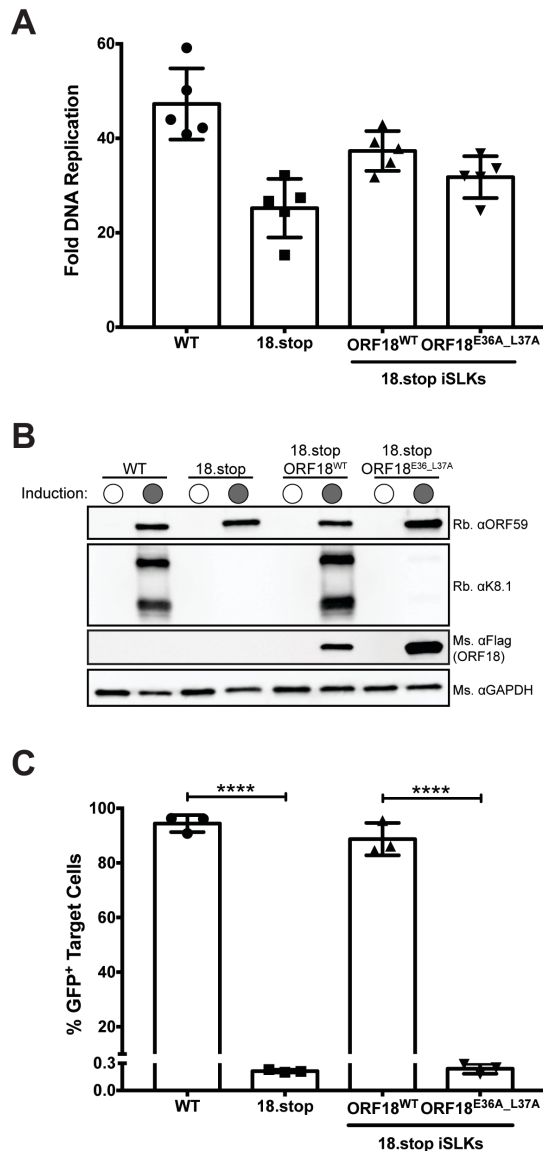 A
60
40
20
0
Fold DNA Replication
WT
18.stop
ORF18WT
ORF18E36A_L37A
18.stop iSLKs
B
WT
18.stop
18.stop
ORF18WT
18.stop
ORF18E36_L37A
Induction:
Rb. αORF59
Rb. αK8.1
Ms. αFlag
(ORF18)
Ms. αGAPDH
C
****
****
100
80
60
40
20
0.3
0.0
% GFP+ Target Cells
WT
18.stop
ORF18WT
ORF18E36A_L37A
18.stop iSLKs